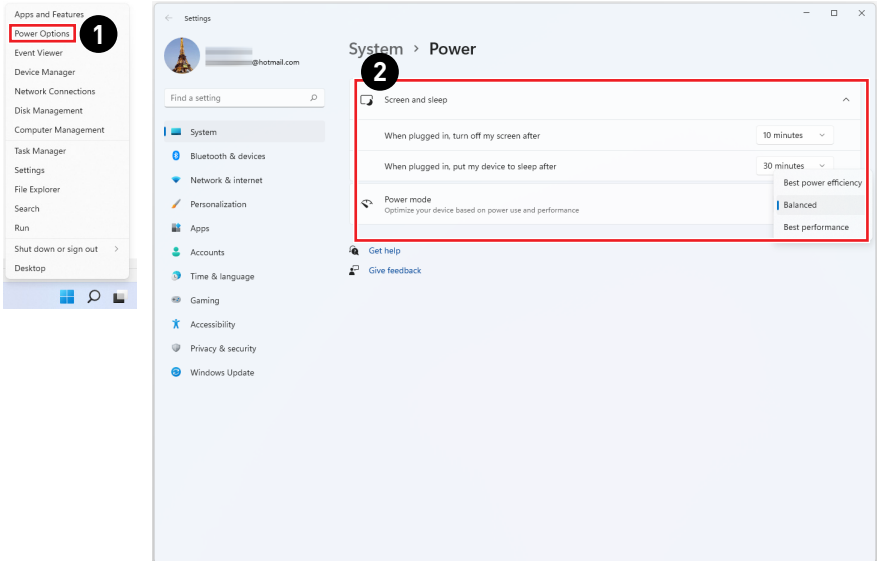 Apps and Features
Power Options
1
Event Viewer
Device Manager
Network Connections
Disk Management
Computer Management
Task Manager
Settings
File Explorer
Search
Run
Shut down or sign out
Desktop
Settings
@hotmail.com
Find a setting
System
Bluetooth & devices
Network & internet
Personalization
Apps
Accounts
Time & language
Gaming
Accessibility
Privacy & security
Windows Update
System > Power
2
Screen and sleep
When plugged in, turn off my screen after
10 minutes
When plugged in, put my device to sleep after
30 minutes
Power mode
Optimize your device based on power use and performance
Best power efficiency
Balanced
Best performance
Get help
Give feedback